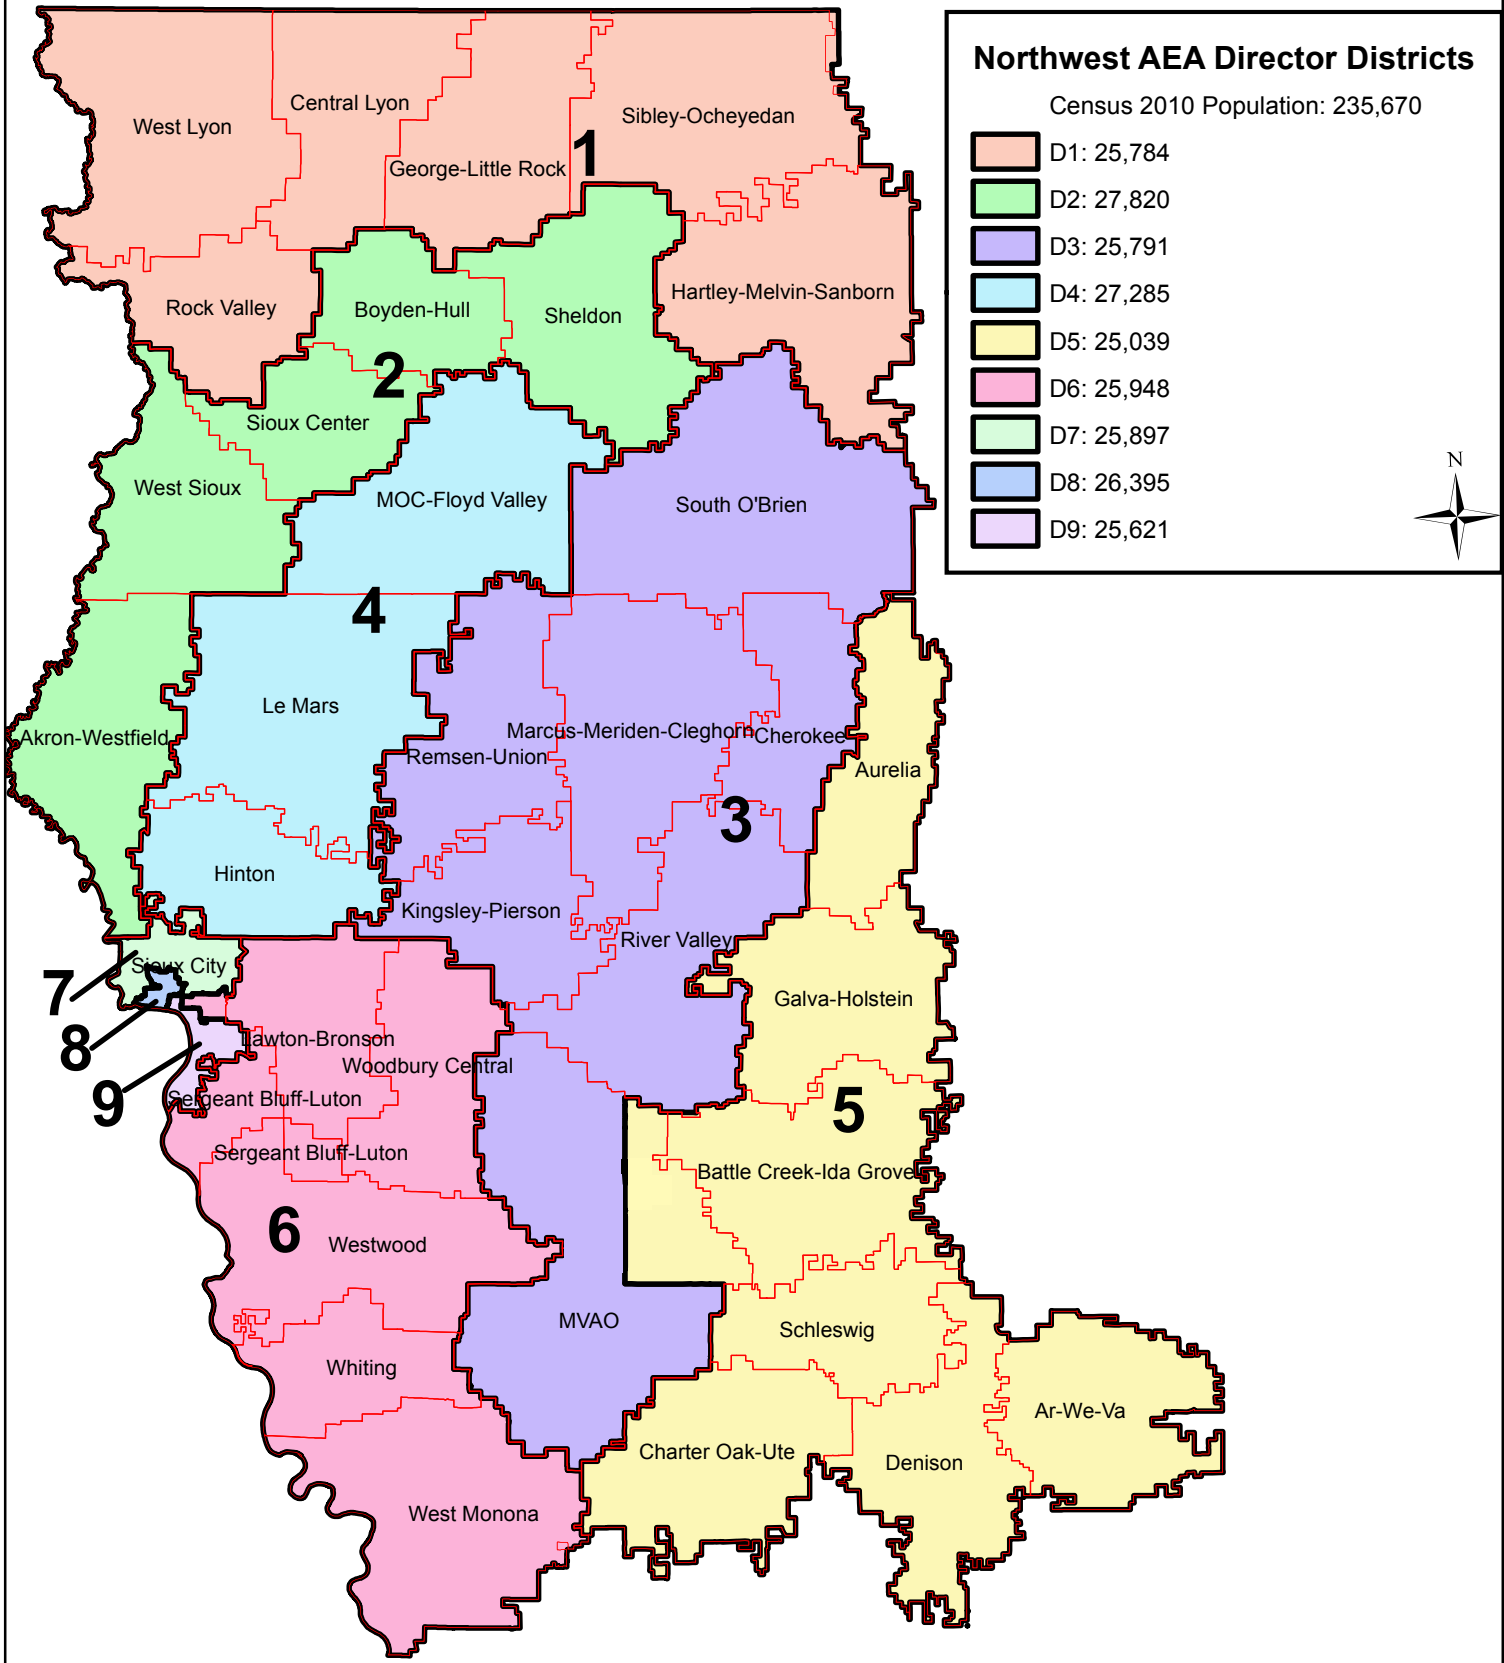 Northwest AEA Director Districts
Census 2010 Population: 235,670
D1: 25,784
D2: 27,820
D3: 25,791
D4: 27,285
D5: 25,039
D6: 25,948
D7: 25,897
D8: 26,395
D9: 25,621
N
West Lyon
Central Lyon
George-Little Rock
1
Sibley-Ocheyedan
Rock Valley
Boyden-Hull
Sheldon
Hartley-Melvin-Sanborn
2
Sioux Center
West Sioux
MOC-Floyd Valley
South O'Brien
4
Le Mars
Akron-Westfield
Remsen-Union
Marcus-Meriden-Cleghorn
Cherokee
Aurelia
3
Hinton
Kingsley-Pierson
River Valley
Sioux City
7
8
9
Galva-Holstein
Lawton-Bronson
Woodbury Central
Sergeant Bluff-Luton
5
Sergeant Bluff-Luton
Battle Creek-Ida Grove
6
Westwood
MVAO
Schleswig
Whiting
Ar-We-Va
Charter Oak-Ute
Denison
West Monona